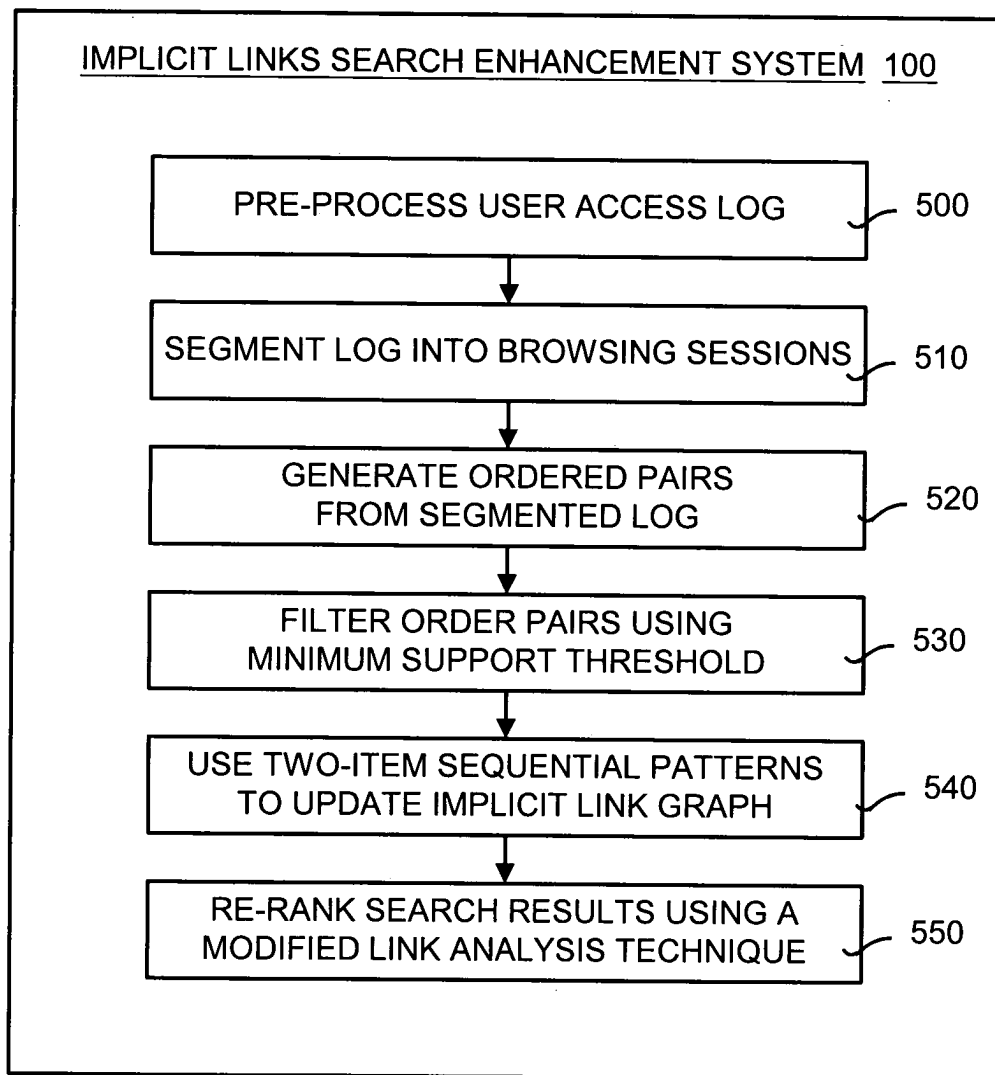 IMPLICIT LINKS SEARCH ENHANCEMENT SYSTEM 100
PRE-PROCESS USER ACCESS LOG
500
SEGMENT LOG INTO BROWSING SESSIONS
510
GENERATE ORDERED PAIRS
FROM SEGMENTED LOG
520
FILTER ORDER PAIRS USING
MINIMUM SUPPORT THRESHOLD
530
USE TWO-ITEM SEQUENTIAL PATTERNS
TO UPDATE IMPLICIT LINK GRAPH
540
RE-RANK SEARCH RESULTS USING A
MODIFIED LINK ANALYSIS TECHNIQUE
550